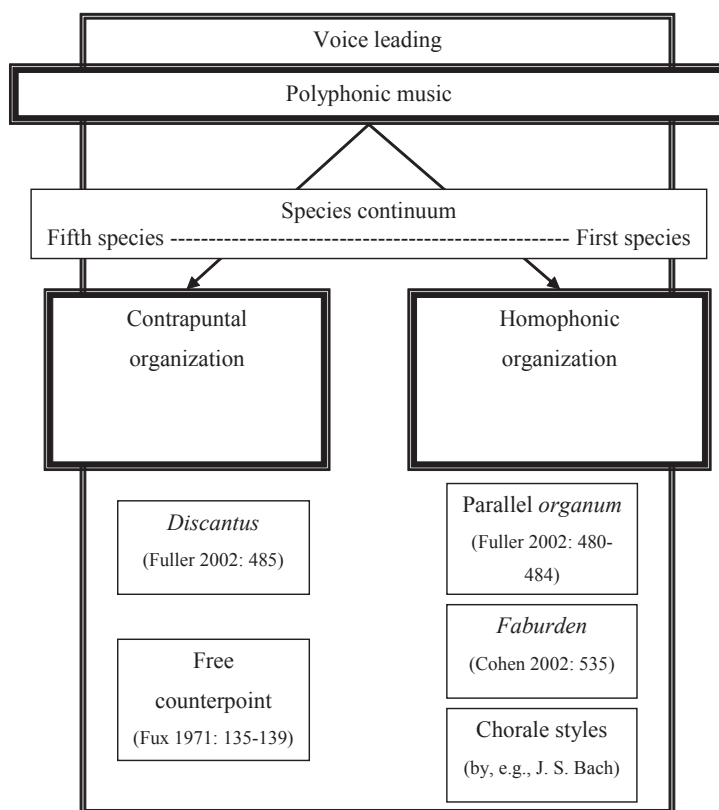 Voice leading
Polyphonic music
Species continuum
Fifth species ------------------------------------------------------- First species
Contrapuntal
organization
Homophonic
organization
Discantus
(Fuller 2002: 485)
Free
counterpoint
(Fux 1971: 135-139)
Parallel organum
(Fuller 2002: 480-
484)
Faburden
(Cohen 2002: 535)
Chorale styles
(by, e.g., J. S. Bach)